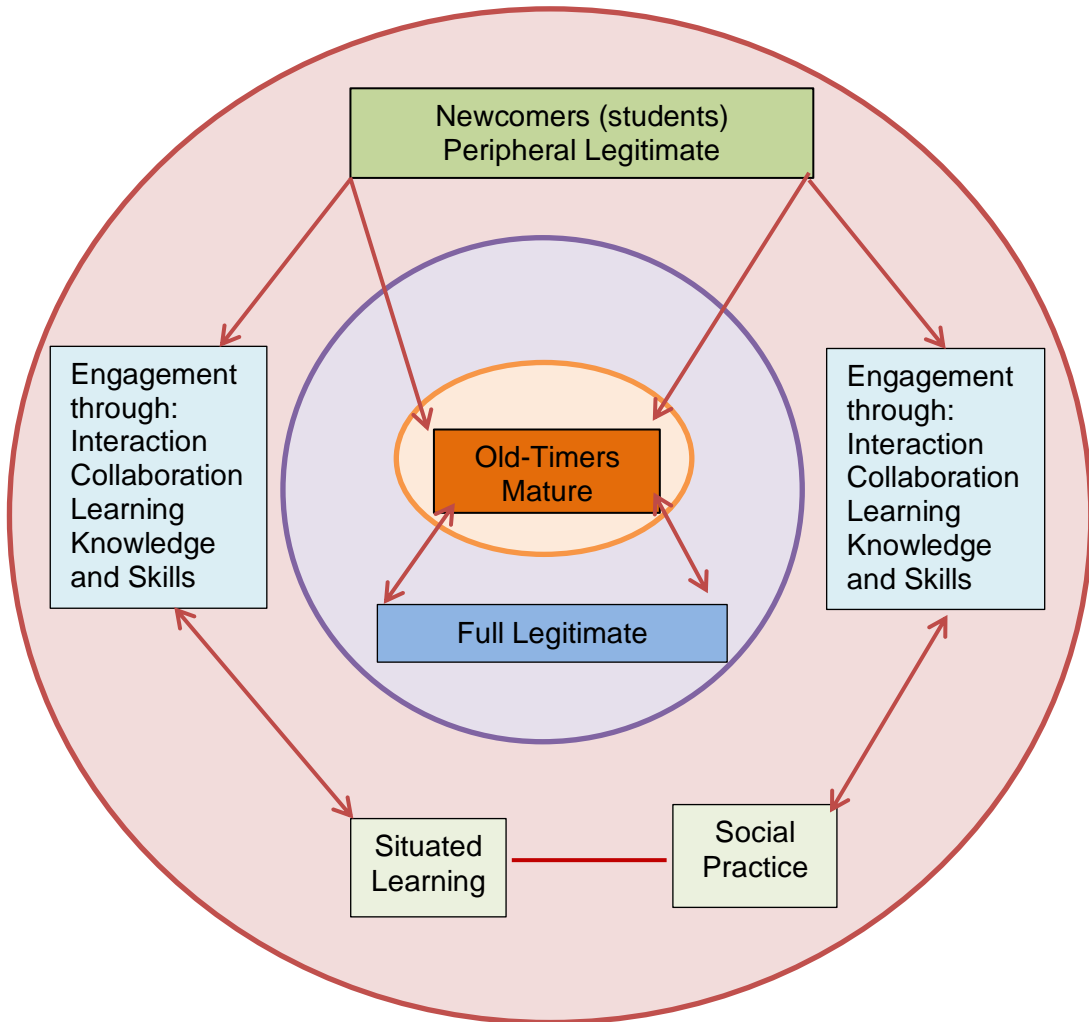 Newcomers (students)
Peripheral Legitimate
Engagement
through:
Interaction
Collaboration
Learning
Knowledge
and Skills
Old-Timers
Mature
Engagement
through:
Interaction
Collaboration
Learning
Knowledge
and Skills
Full Legitimate
Situated
Learning
Social
Practice